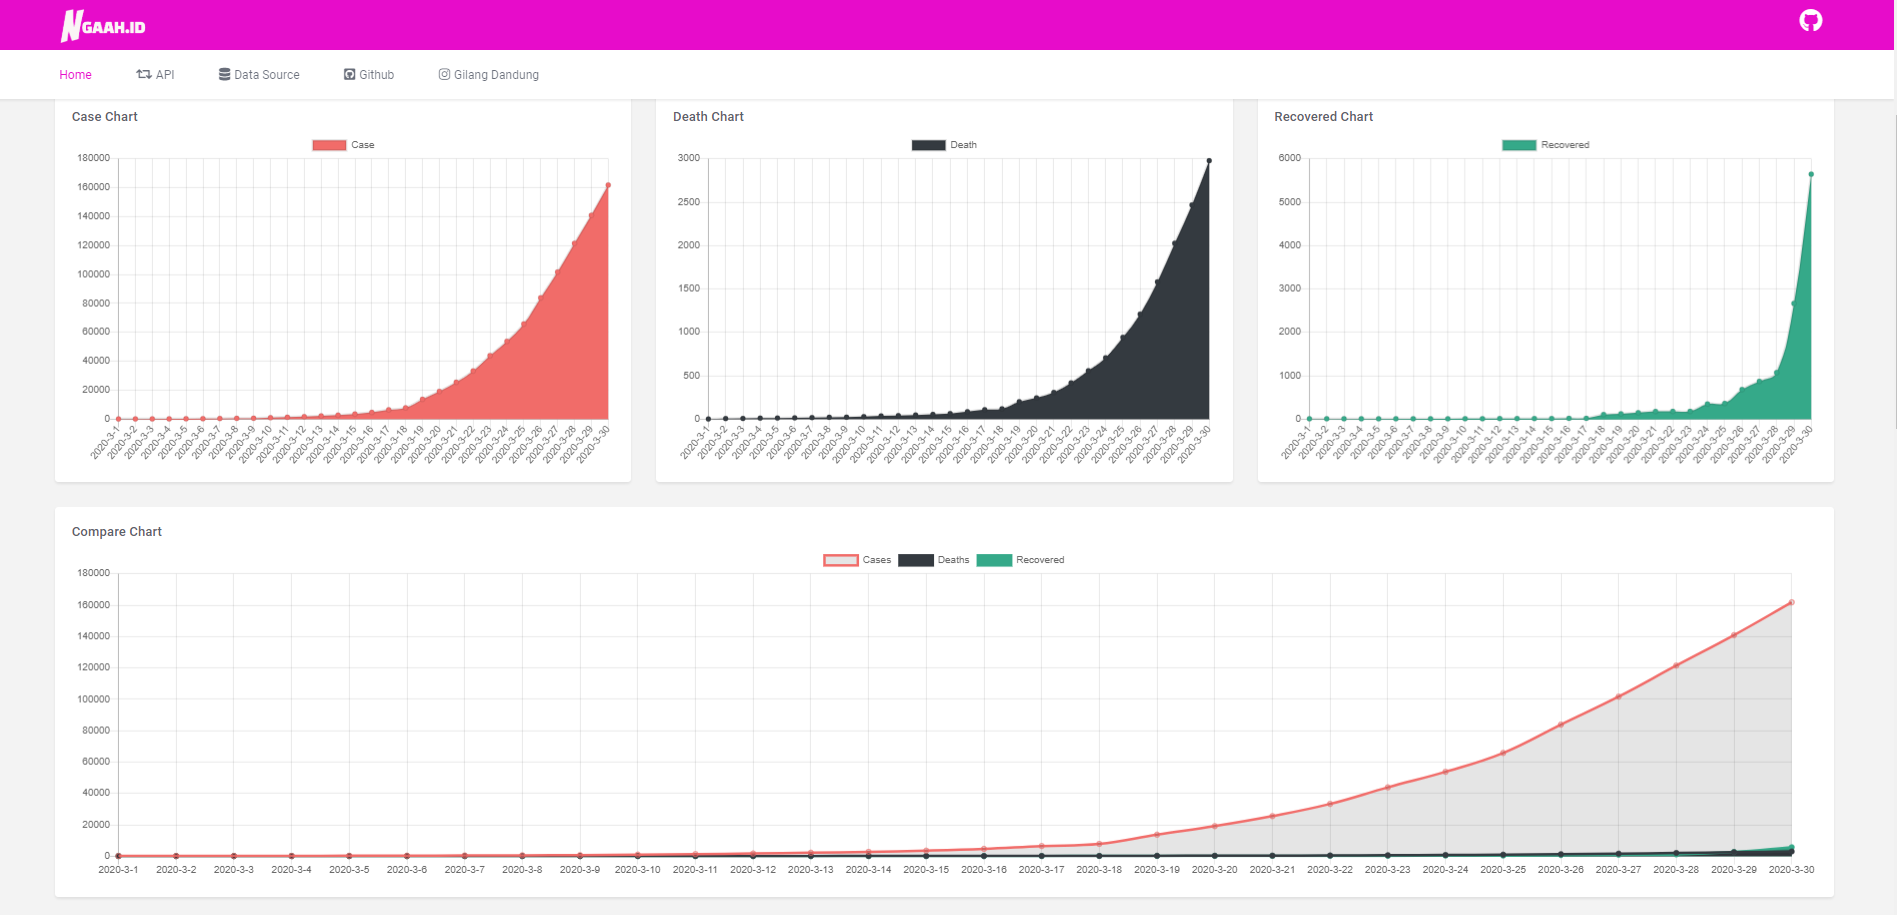 NGAAH.ID
Home API Data Source Github Gilang Dandung
Case Chart
Case
180000
160000
140000
120000
100000
80000
60000
40000
20000
0
2020-3-1 2020-3-2 2020-3-3 2020-3-4 2020-3-5 2020-3-6 2020-3-7 2020-3-8 2020-3-9 2020-3-10 2020-3-11 2020-3-12 2020-3-13 2020-3-14 2020-3-15 2020-3-16 2020-3-17 2020-3-18 2020-3-19 2020-3-20 2020-3-21 2020-3-22 2020-3-23 2020-3-24 2020-3-25 2020-3-26 2020-3-27 2020-3-28 2020-3-29 2020-3-30
Death Chart
Death
3000
2500
2000
1500
1000
500
0
2020-3-1 2020-3-2 2020-3-3 2020-3-4 2020-3-5 2020-3-6 2020-3-7 2020-3-8 2020-3-9 2020-3-10 2020-3-11 2020-3-12 2020-3-13 2020-3-14 2020-3-15 2020-3-16 2020-3-17 2020-3-18 2020-3-19 2020-3-20 2020-3-21 2020-3-22 2020-3-23 2020-3-24 2020-3-25 2020-3-26 2020-3-27 2020-3-28 2020-3-29 2020-3-30
Recovered Chart
Recovered
6000
5000
4000
3000
2000
1000
0
2020-3-1 2020-3-2 2020-3-3 2020-3-4 2020-3-5 2020-3-6 2020-3-7 2020-3-8 2020-3-9 2020-3-10 2020-3-11 2020-3-12 2020-3-13 2020-3-14 2020-3-15 2020-3-16 2020-3-17 2020-3-18 2020-3-19 2020-3-20 2020-3-21 2020-3-22 2020-3-23 2020-3-24 2020-3-25 2020-3-26 2020-3-27 2020-3-28 2020-3-29 2020-3-30
Compare Chart
Cases Deaths Recovered
180000
160000
140000
120000
100000
80000
60000
40000
20000
0
2020-3-1 2020-3-2 2020-3-3 2020-3-4 2020-3-5 2020-3-6 2020-3-7 2020-3-8 2020-3-9 2020-3-10 2020-3-11 2020-3-12 2020-3-13 2020-3-14 2020-3-15 2020-3-16 2020-3-17 2020-3-18 2020-3-19 2020-3-20 2020-3-21 2020-3-22 2020-3-23 2020-3-24 2020-3-25 2020-3-26 2020-3-27 2020-3-28 2020-3-29 2020-3-30